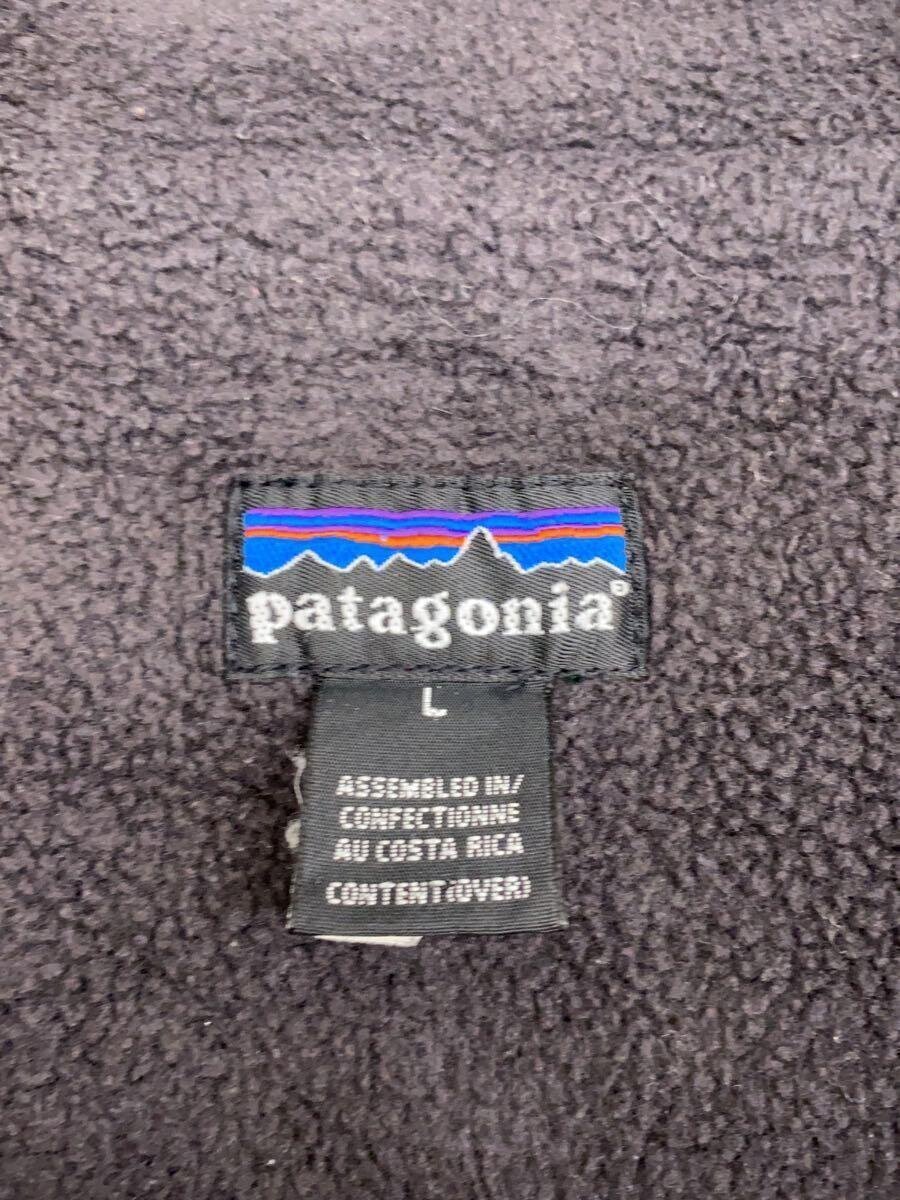 patagonia®
L
ASSEMBLED IN/
CONFECTIONNE
AU COSTA RICA
CONTENT(OVER)